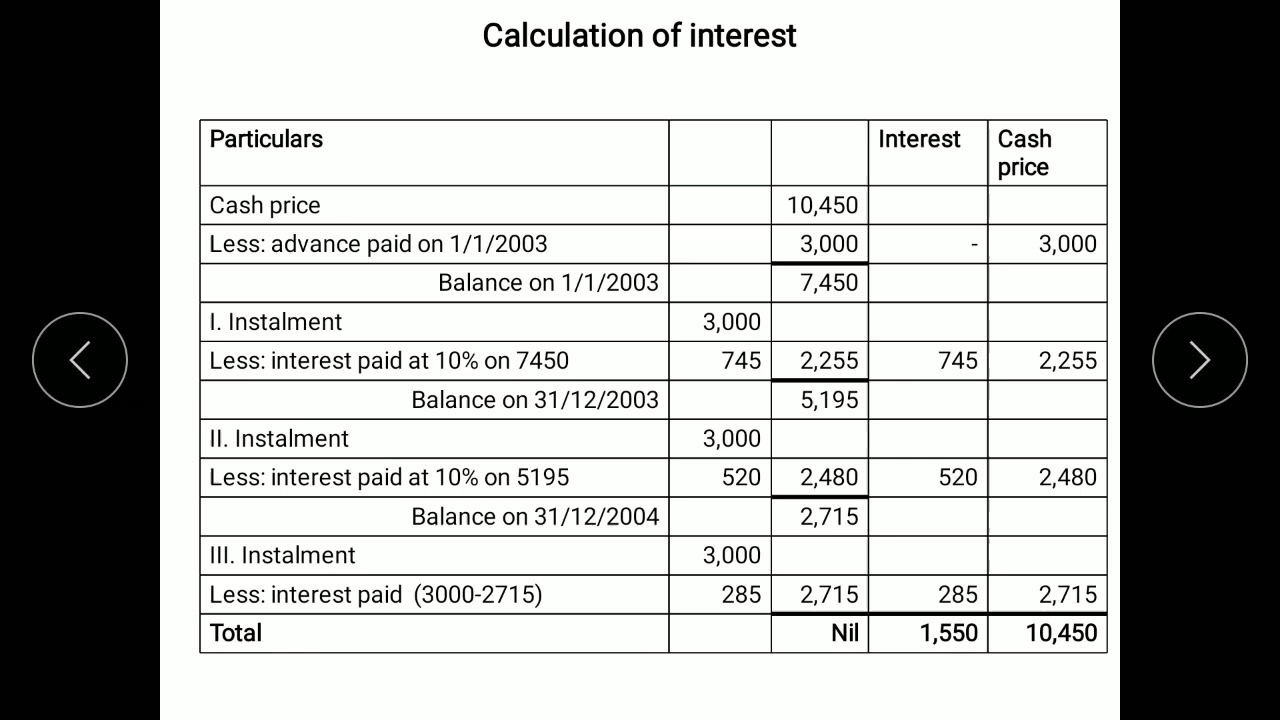 Calculation of interest
Particulars Interest Cash price
Cash price 10,450
Less: advance paid on 1/1/2003 3,000 - 3,000
Balance on 1/1/2003 7,450
I. Instalment 3,000
Less: interest paid at 10% on 7450 745 2,255 745 2,255
Balance on 31/12/2003 5,195
II. Instalment 3,000
Less: interest paid at 10% on 5195 520 2,480 520 2,480
Balance on 31/12/2004 2,715
III. Instalment 3,000
Less: interest paid (3000-2715) 285 2,715 285 2,715
Total Nil 1,550 10,450